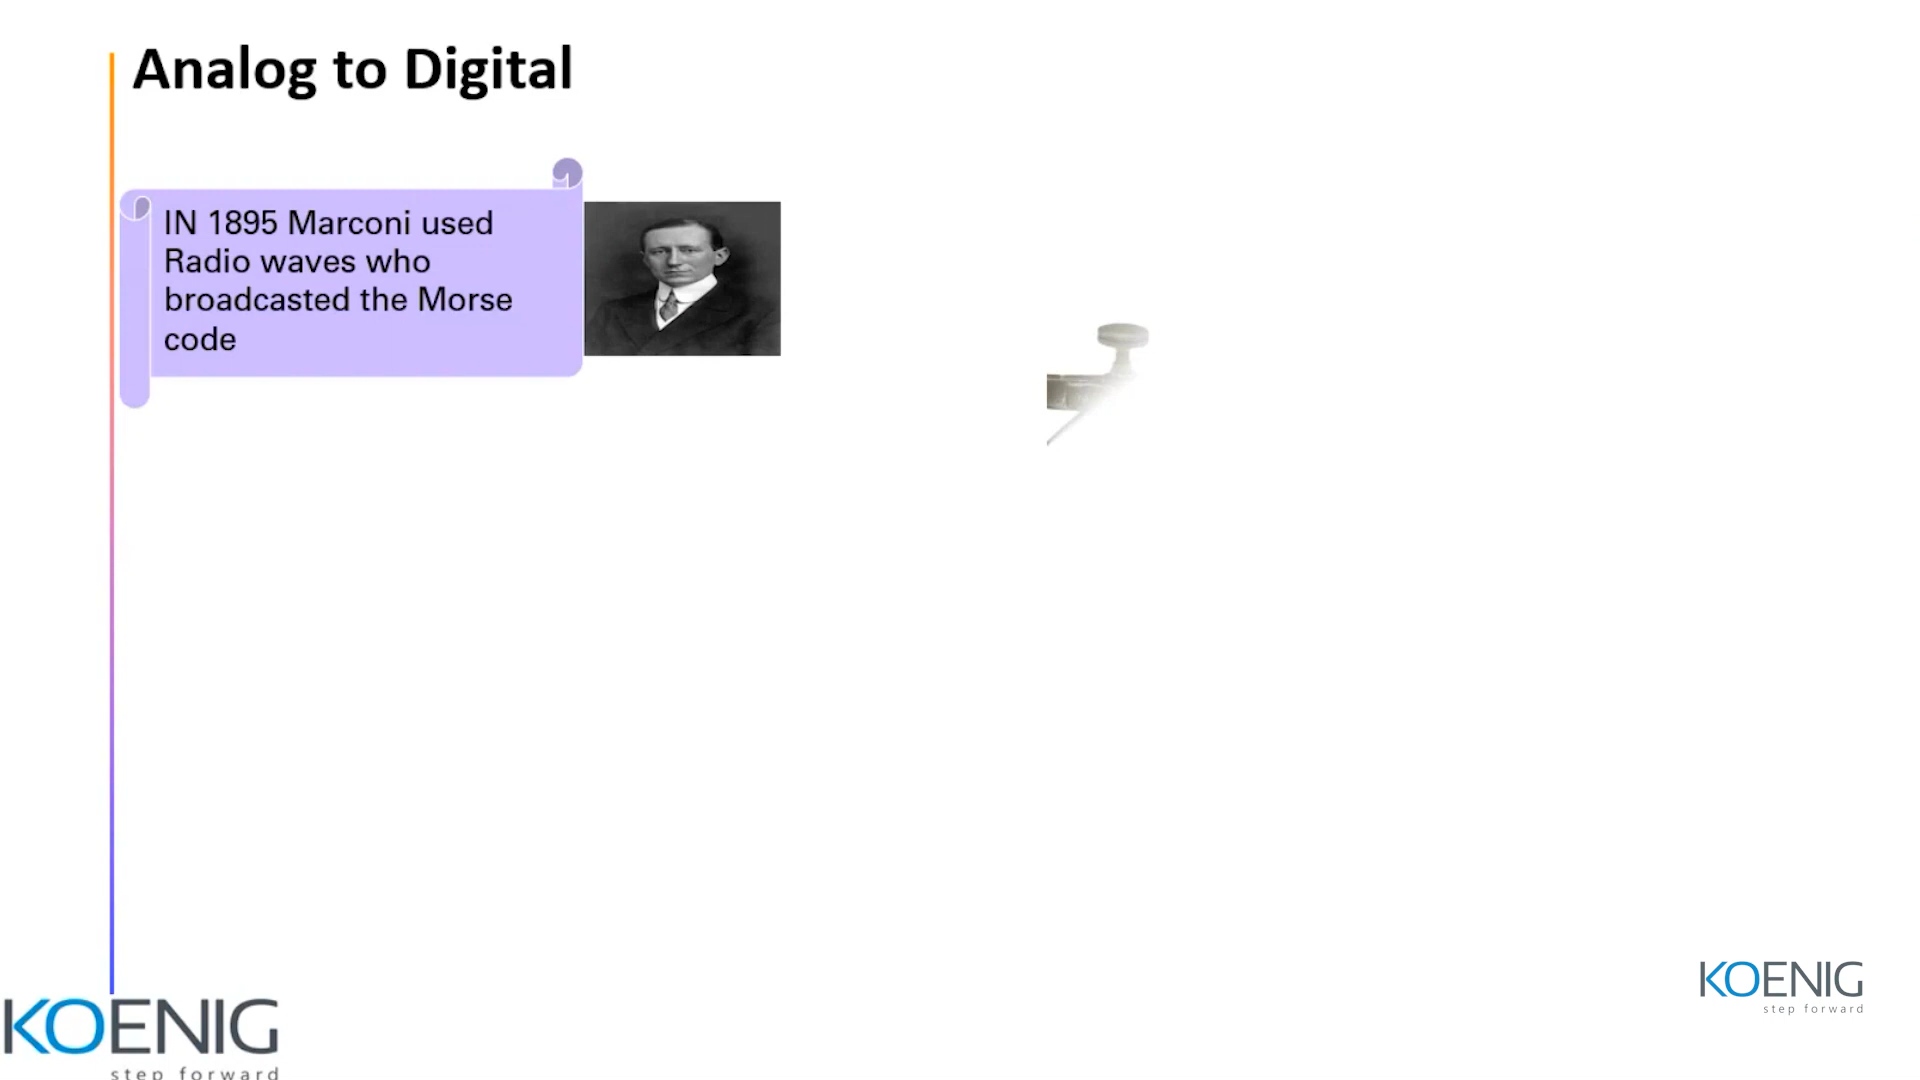 Analog to Digital
IN 1895 Marconi used
Radio waves who
broadcasted the Morse
code
KOENIG
step forward
KOENIG
step forward